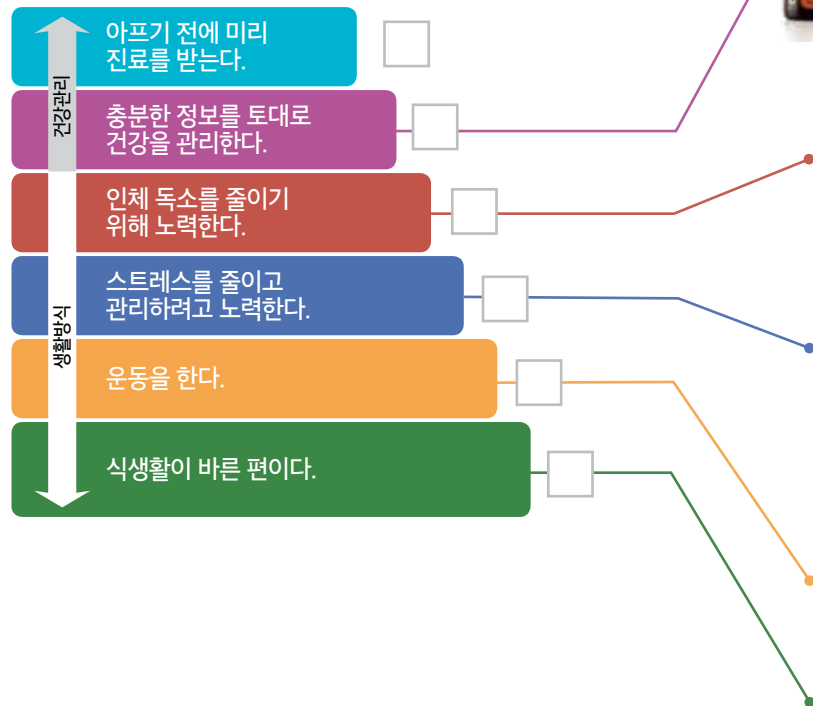 아프기 전에 미리
진료를 받는다.
건강관리
충분한 정보를 토대로
건강을 관리한다.
인체 독소를 줄이기
위해 노력한다.
스트레스를 줄이고
관리하려고 노력한다.
생활방식
운동을 한다.
식생활이 바른 편이다.